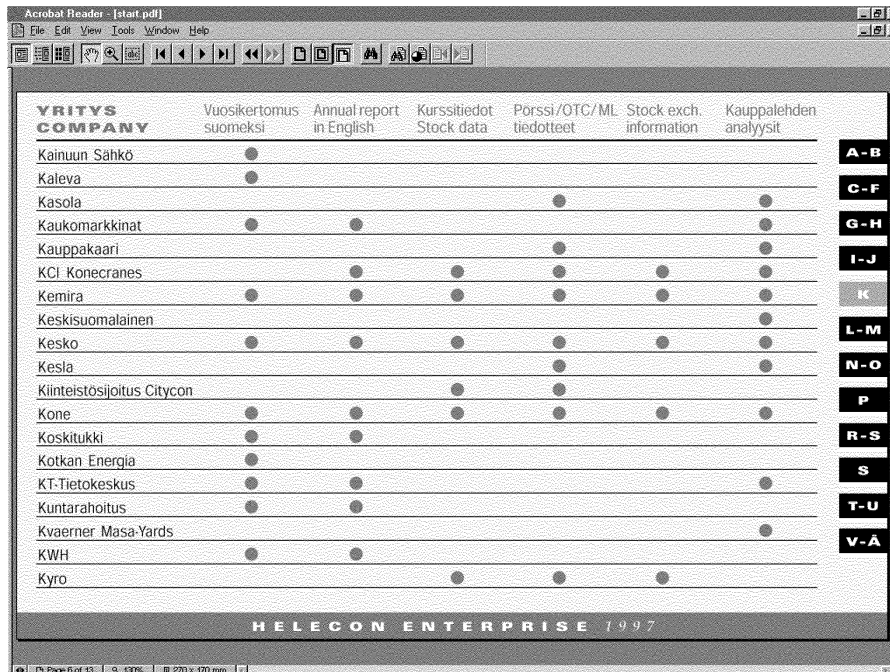 Acrobat Reader - [start.pdf]
File Edit View Tools Window Help
YRITYS COMPANY
Vuosikertomus suomeksi
Annual report in English
Kurssitiedot Stock data
Pörssi/OTC/ML tiedotteet
Stock exch. information
Kauppalehden analyysit
Kainuun Sähkö
Kaleva
Kasola
Kaukomarkkinat
Kauppakaari
KCI Konecranes
Kemira
Keskisuomalainen
Kesko
Kesla
Kiinteistösijoitus Citycon
Kone
Koskitukki
Kotkan Energia
KT-Tietokeskus
Kuntarahoitus
Kvaerner Masa-Yards
KWH
Kyro
A-B
C-F
G-H
I-J
K
L-M
N-O
P
R-S
S
T-U
V-Ä
HELECON ENTERPRISE 1997
Page 6 of 13 130% 270 x 170 mm